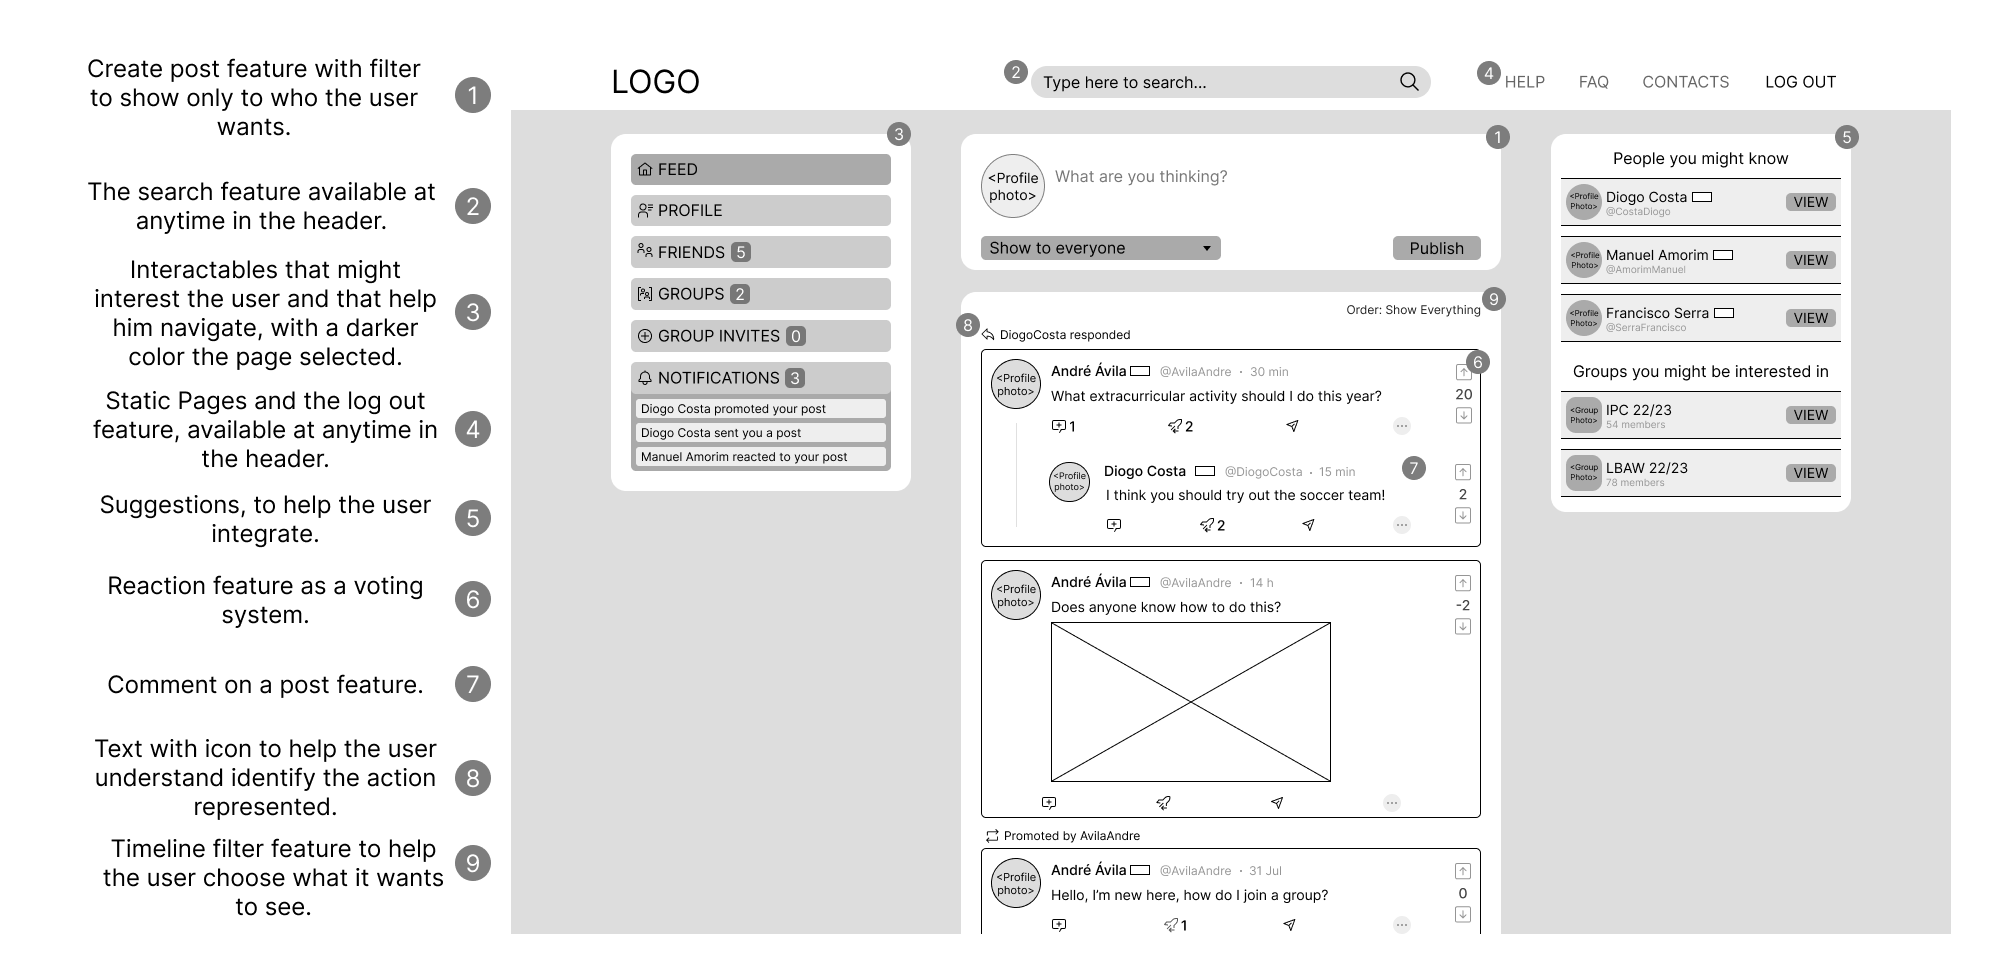 Create post feature with filter
to show only to who the user
wants.
1
The search feature available at
anytime in the header.
2
Interactables that might
interest the user and that help
him navigate, with a darker
color the page selected.
3
Static Pages and the log out
feature, available at anytime in
the header.
4
Suggestions, to help the user
integrate.
5
Reaction feature as a voting
system.
6
Comment on a post feature.
7
Text with icon to help the user
understand identify the action
represented.
8
Timeline filter feature to help
the user choose what it wants
to see.
9
LOGO
2
Type here to search...
4
HELP
FAQ
CONTACTS
LOG OUT
3
FEED
PROFILE
FRIENDS 5
GROUPS 2
GROUP INVITES 0
NOTIFICATIONS 3
Diogo Costa promoted your post
Diogo Costa sent you a post
Manuel Amorim reacted to your post
1
<Profile
photo>
What are you thinking?
Show to everyone
Publish
9
Order: Show Everything
8
DiogoCosta responded
6
<Profile
photo>
André Ávila @AvilaAndre · 30 min
What extracurricular activity should I do this year?
20
1
2
<Profile
photo>
Diogo Costa @DiogoCosta · 15 min
7
I think you should try out the soccer team!
2
2
<Profile
photo>
André Ávila @AvilaAndre · 14 h
Does anyone know how to do this?
-2
Promoted by AvilaAndre
<Profile
photo>
André Ávila @AvilaAndre · 31 Jul
Hello, I'm new here, how do I join a group?
0
1
5
People you might know
<Profile
Photo>
Diogo Costa
@CostaDiogo
VIEW
<Profile
Photo>
Manuel Amorim
@AmorimManuel
VIEW
<Profile
Photo>
Francisco Serra
@SerraFrancisco
VIEW
Groups you might be interested in
<Group
Photo>
IPC 22/23
54 members
VIEW
<Group
Photo>
LBAW 22/23
78 members
VIEW